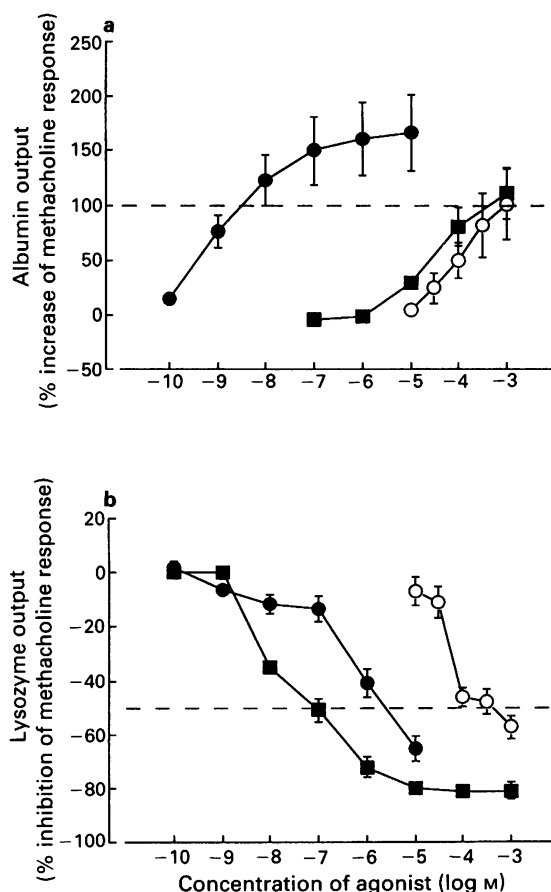 a
Albumin output
(% increase of methacholine response)
250
200
150
100
50
0
−50
−10 −9 −8 −7 −6 −5 −4 −3
b
Lysozyme output
(% inhibition of methacholine response)
20
0
−20
−40
−60
−80
−100
−10 −9 −8 −7 −6 −5 −4 −3
Concentration of agonist (log M)